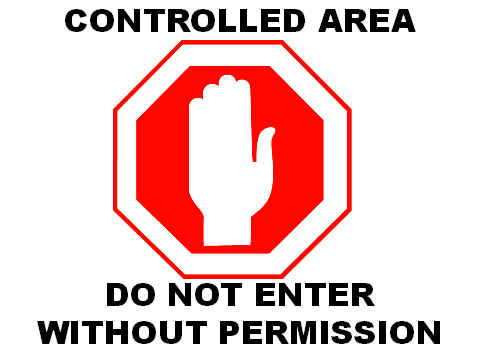 CONTROLLED AREA
DO NOT ENTER
WITHOUT PERMISSION